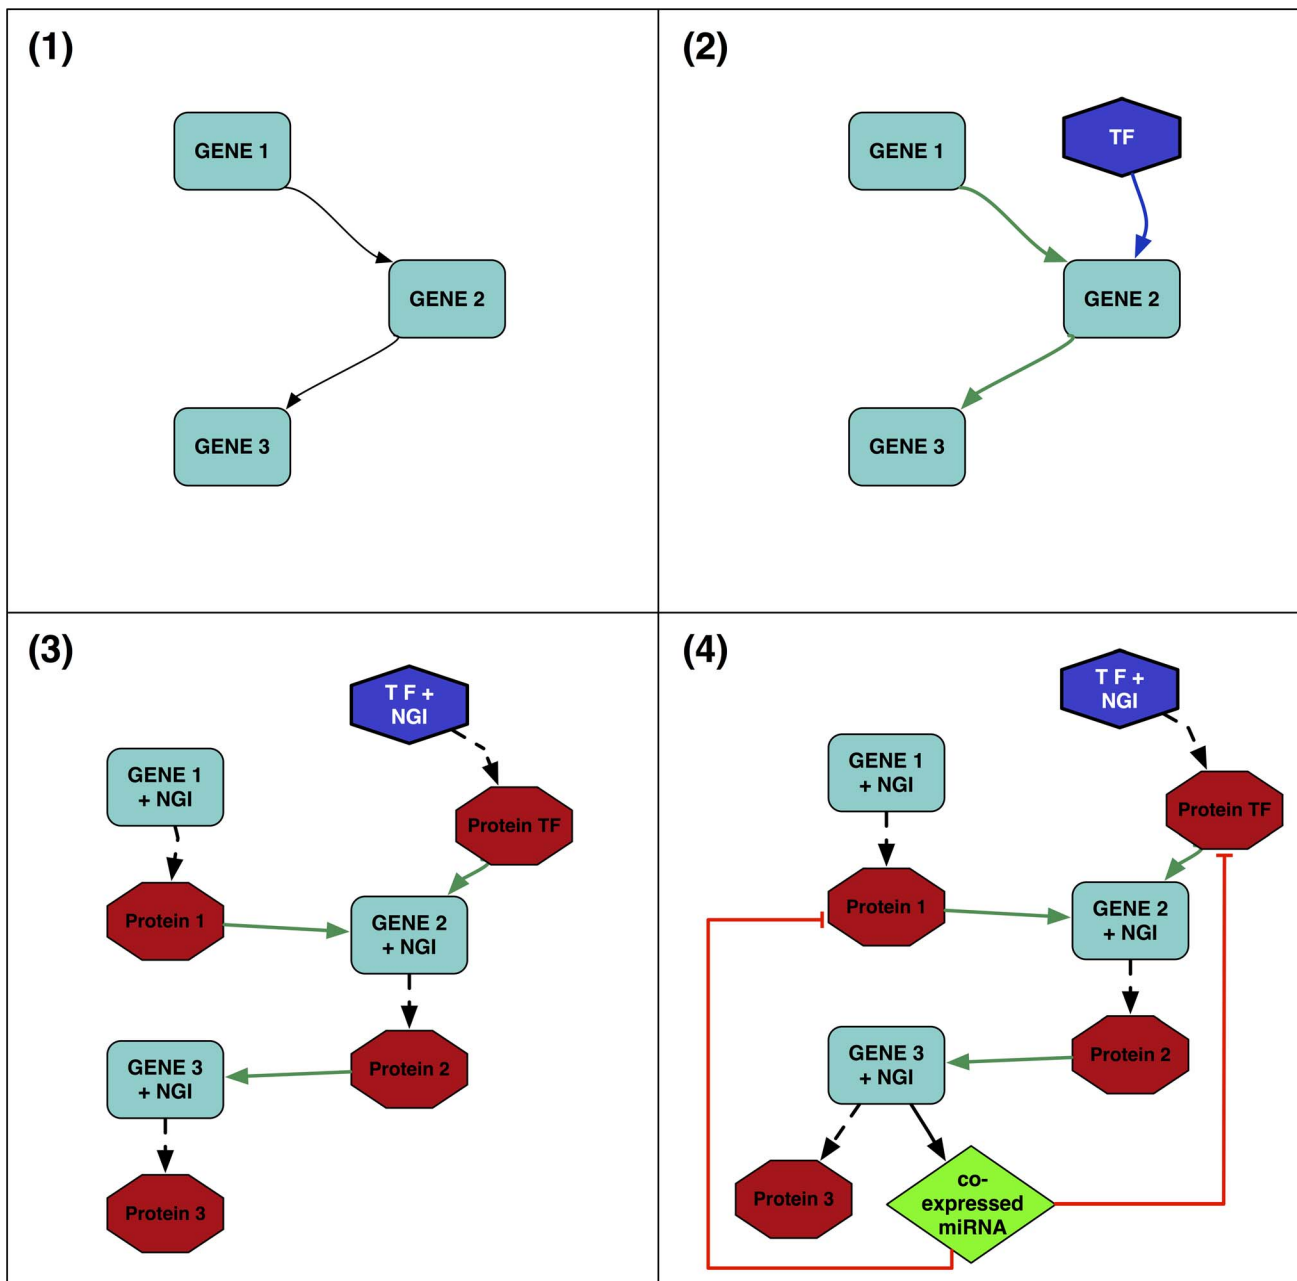 (1)
GENE 1
GENE 2
GENE 3
(2)
GENE 1
TF
GENE 2
GENE 3
(3)
T F +
NGI
GENE 1
+ NGI
Protein TF
Protein 1
GENE 2
+ NGI
GENE 3
+ NGI
Protein 2
Protein 3
(4)
T F +
NGI
GENE 1
+ NGI
Protein TF
Protein 1
GENE 2
+ NGI
GENE 3
+ NGI
Protein 2
Protein 3
co-
expressed
miRNA